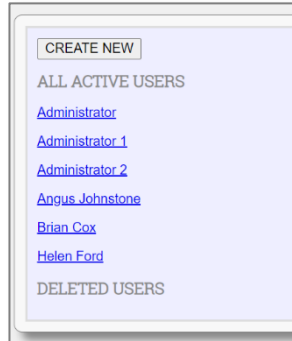 CREATE NEW
ALL ACTIVE USERS
Administrator
Administrator 1
Administrator 2
Angus Johnstone
Brian Cox
Helen Ford
DELETED USERS